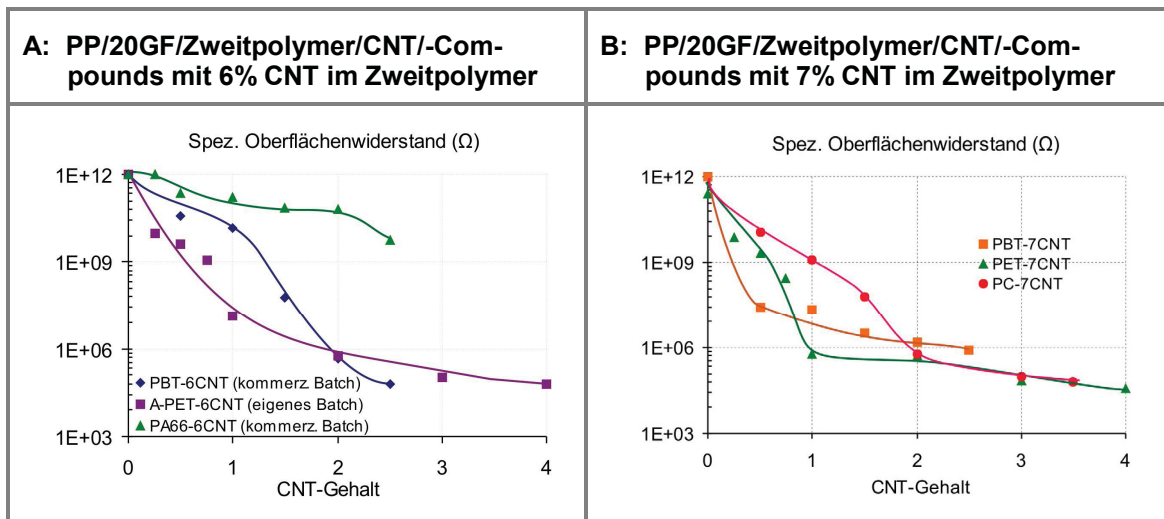 A: PP/20GF/Zweitpolymer/CNT/-Com-
pounds mit 6% CNT im Zweitpolymer
B: PP/20GF/Zweitpolymer/CNT/-Com-
pounds mit 7% CNT im Zweitpolymer
Spez. Oberflächenwiderstand (Ω)
1E+12
1E+09
1E+06
1E+03
PBT-6CNT (kommerz. Batch)
A-PET-6CNT (eigenes Batch)
PA66-6CNT (kommerz. Batch)
0 1 2 3 4
CNT-Gehalt
Spez. Oberflächenwiderstand (Ω)
1E+12
1E+09
1E+06
1E+03
PBT-7CNT
PET-7CNT
PC-7CNT
0 1 2 3 4
CNT-Gehalt